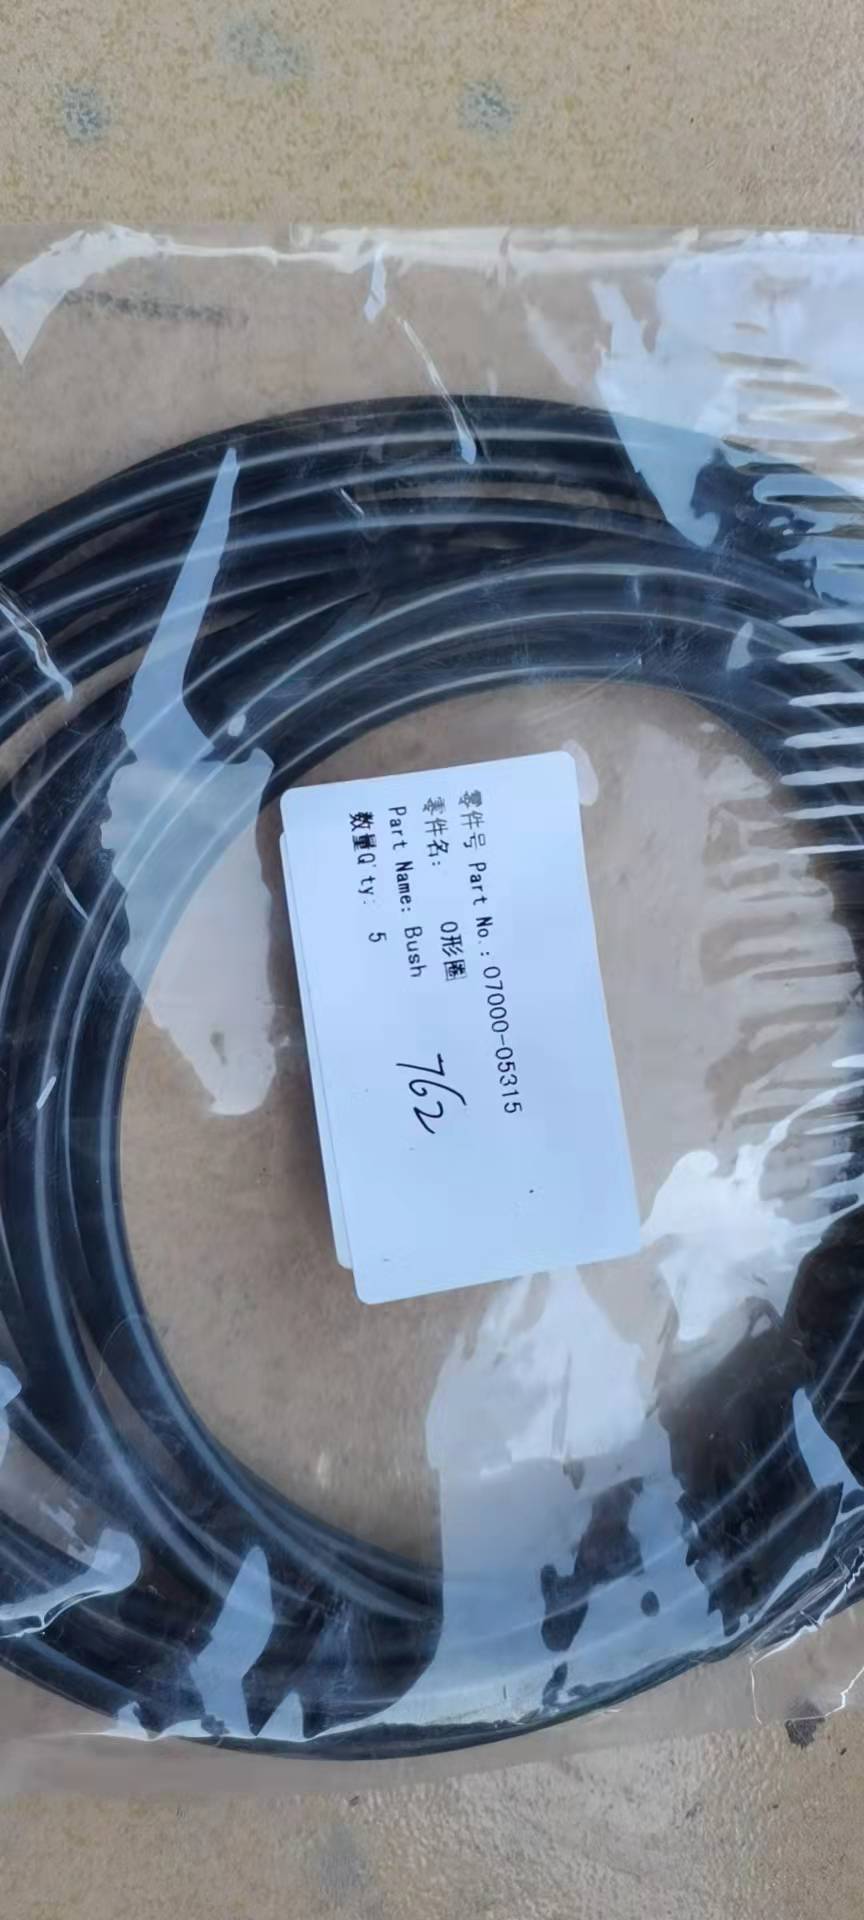 零件号 Part No.: 07000-05315
零件名: O形圈
Part Name: Bush
数量Q'ty: 5
762